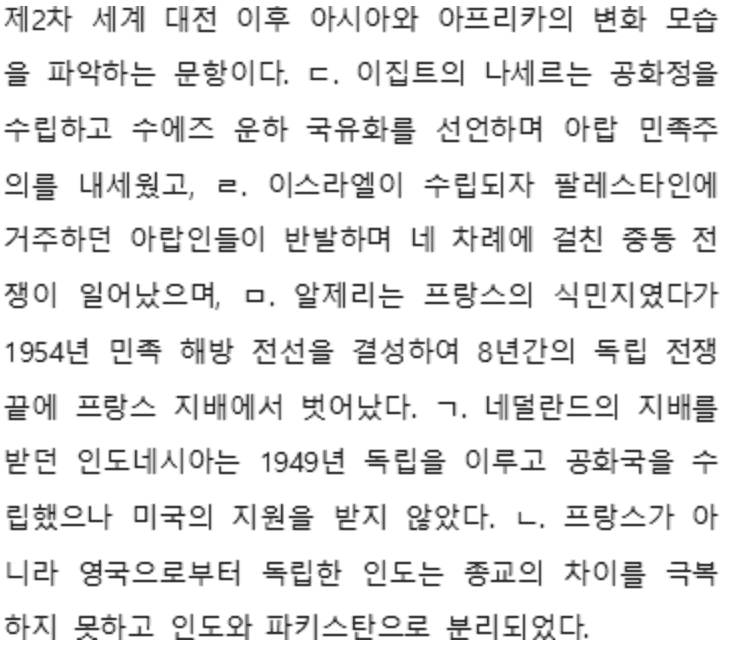 제2차 세계 대전 이후 아시아와 아프리카의 변화 모습
을 파악하는 문항이다. ㄷ. 이집트의 나세르는 공화정을
수립하고 수에즈 운하 국유화를 선언하며 아랍 민족주
의를 내세웠고, ㄹ. 이스라엘이 수립되자 팔레스타인에
거주하던 아랍인들이 반발하며 네 차례에 걸친 중동 전
쟁이 일어났으며, ㅁ. 알제리는 프랑스의 식민지였다가
1954년 민족 해방 전선을 결성하여 8년간의 독립 전쟁
끝에 프랑스 지배에서 벗어났다. ㄱ. 네덜란드의 지배를
받던 인도네시아는 1949년 독립을 이루고 공화국을 수
립했으나 미국의 지원을 받지 않았다. ㄴ. 프랑스가 아
니라 영국으로부터 독립한 인도는 종교의 차이를 극복
하지 못하고 인도와 파키스탄으로 분리되었다.